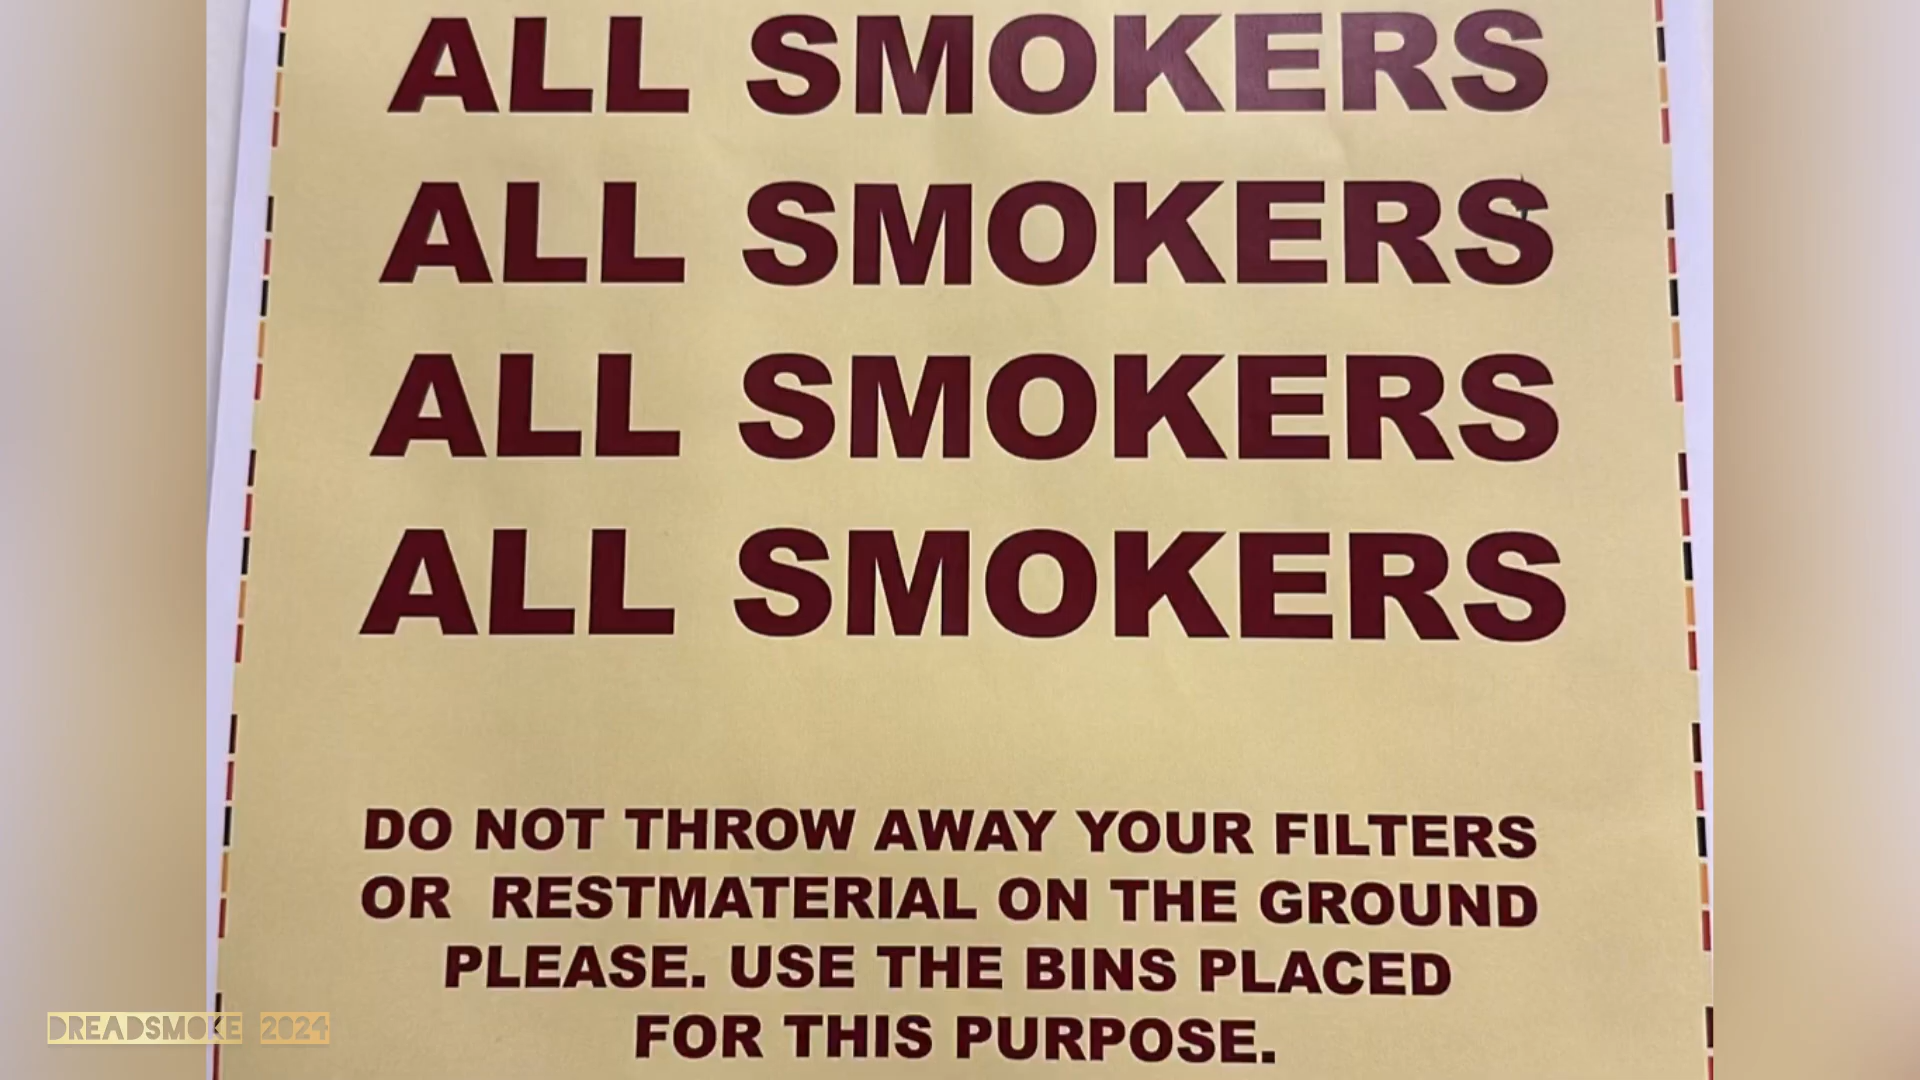 ALL SMOKERS
ALL SMOKERS
ALL SMOKERS
ALL SMOKERS
DO NOT THROW AWAY YOUR FILTERS
OR RESTMATERIAL ON THE GROUND
PLEASE. USE THE BINS PLACED
FOR THIS PURPOSE.
DREADSMOKE 2024